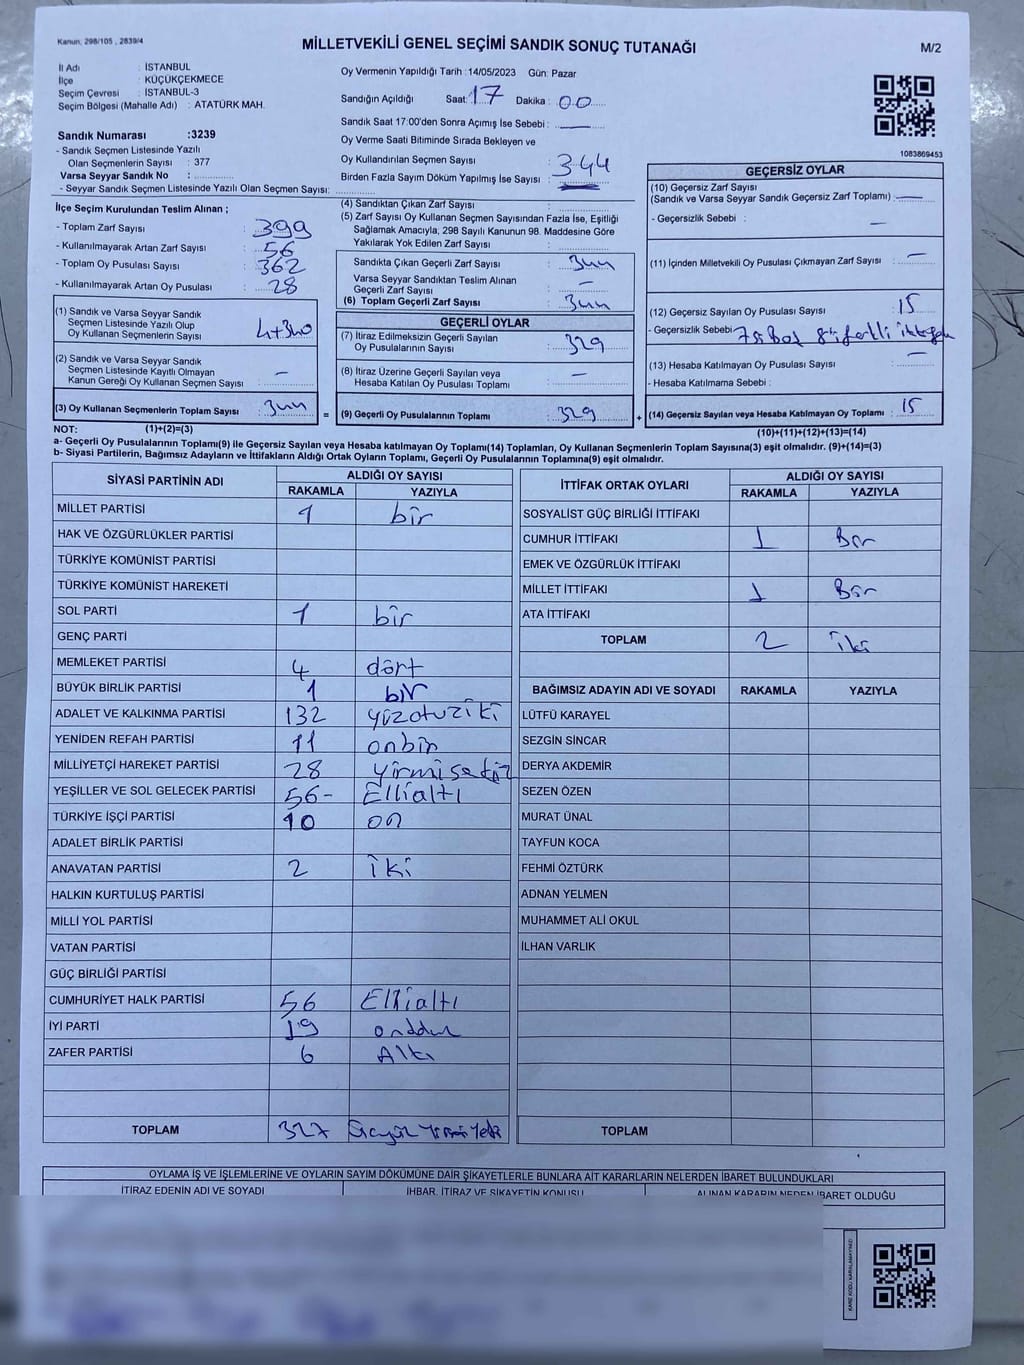 Kanun, 298/105 , 2839/4
MİLLETVEKİLİ GENEL SEÇİMİ SANDIK SONUÇ TUTANAĞI
M/2
İl Adı : İSTANBUL
İlçe : KÜÇÜKÇEKMECE
Seçim Çevresi : İSTANBUL-3
Seçim Bölgesi (Mahalle Adı) : ATATÜRK MAH.
Sandık Numarası :3239
- Sandık Seçmen Listesinde Yazılı
Olan Seçmenlerin Sayısı : 377
Varsa Seyyar Sandık No :
- Seyyar Sandık Seçmen Listesinde Yazılı Olan Seçmen Sayısı:
Oy Vermenin Yapıldığı Tarih :14/05/2023 Gün: Pazar
Sandığın Açıldığı Saat: 17 Dakika : 00
Sandık Saat 17:00'den Sonra Açımış İse Sebebi : —
Oy Verme Saati Bitiminde Sırada Bekleyen ve
Oy Kullandırılan Seçmen Sayısı : 344
Birden Fazla Sayım Döküm Yapılmış İse Sayısı :
1083869453
İlçe Seçim Kurulundan Teslim Alınan ;
- Toplam Zarf Sayısı : 399
- Kullanılmayarak Artan Zarf Sayısı : 56
- Toplam Oy Pusulası Sayısı : 362
- Kullanılmayarak Artan Oy Pusulası : 28
(1) Sandık ve Varsa Seyyar Sandık
Seçmen Listesinde Yazılı Olup
Oy Kullanan Seçmenlerin Sayısı : 4+340
(2) Sandık ve Varsa Seyyar Sandık
Seçmen Listesinde Kayıtlı Olmayan
Kanun Gereği Oy Kullanan Seçmen Sayısı : —
(3) Oy Kullanan Seçmenlerin Toplam Sayısı : 344
(1)+(2)=(3)
(4) Sandıktan Çıkan Zarf Sayısı :
(5) Zarf Sayısı Oy Kullanan Seçmen Sayısından Fazla İse, Eşitliği
Sağlamak Amacıyla, 298 Sayılı Kanunun 98. Maddesine Göre
Yakılarak Yok Edilen Zarf Sayısı :
Sandıkta Çıkan Geçerli Zarf Sayısı : 344
Varsa Seyyar Sandıktan Teslim Alınan
Geçerli Zarf Sayısı : —
(6) Toplam Geçerli Zarf Sayısı : 344
GEÇERLİ OYLAR
(7) İtiraz Edilmeksizin Geçerli Sayılan
Oy Pusulalarının Sayısı : 329
(8) İtiraz Üzerine Geçerli Sayılan veya
Hesaba Katılan Oy Pusulası Toplamı : —
= (9) Geçerli Oy Pusulalarının Toplamı : 329 +
GEÇERSİZ OYLAR
(10) Geçersiz Zarf Sayısı
(Sandık ve Varsa Seyyar Sandık Geçersiz Zarf Toplamı) : —
- Geçersizlik Sebebi : —
(11) İçinden Milletvekili Oy Pusulası Çıkmayan Zarf Sayısı : —
(12) Geçersiz Sayılan Oy Pusulası Sayısı : 15
- Geçersizlik Sebebi :
(13) Hesaba Katılmayan Oy Pusulası Sayısı : —
- Hesaba Katılmama Sebebi :
(14) Geçersiz Sayılan veya Hesaba Katılmayan Oy Toplamı : 15
(10)+(11)+(12)+(13)=(14)
NOT:
a- Geçerli Oy Pusulalarının Toplamı(9) ile Geçersiz Sayılan veya Hesaba katılmayan Oy Toplamı(14) Toplamları, Oy Kullanan Seçmenlerin Toplam Sayısına(3) eşit olmalıdır. (9)+(14)=(3)
b- Siyasi Partilerin, Bağımsız Adayların ve İttifakların Aldığı Ortak Oyların Toplamı, Geçerli Oy Pusulalarının Toplamına(9) eşit olmalıdır.
SİYASİ PARTİNİN ADI
ALDIĞI OY SAYISI
RAKAMLA YAZIYLA
MİLLET PARTİSİ 1 bir
HAK VE ÖZGÜRLÜKLER PARTİSİ
TÜRKİYE KOMÜNİST PARTİSİ
TÜRKİYE KOMÜNİST HAREKETİ
SOL PARTİ 1 bir
GENÇ PARTİ
MEMLEKET PARTİSİ 4 dört
BÜYÜK BİRLİK PARTİSİ 1 bir
ADALET VE KALKINMA PARTİSİ 132 yüzotuziki
YENİDEN REFAH PARTİSİ 11 onbir
MİLLİYETÇİ HAREKET PARTİSİ 28 yirmisekiz
YEŞİLLER VE SOL GELECEK PARTİSİ 56- Ellialtı
TÜRKİYE İŞÇİ PARTİSİ 10 on
ADALET BİRLİK PARTİSİ
ANAVATAN PARTİSİ 2 iki
HALKIN KURTULUŞ PARTİSİ
MİLLİ YOL PARTİSİ
VATAN PARTİSİ
GÜÇ BİRLİĞİ PARTİSİ
CUMHURİYET HALK PARTİSİ 56 Ellialtı
İYİ PARTİ 19
ZAFER PARTİSİ 6 Altı
TOPLAM 327
İTTİFAK ORTAK OYLARI
ALDIĞI OY SAYISI
RAKAMLA YAZIYLA
SOSYALİST GÜÇ BİRLİĞİ İTTİFAKI
CUMHUR İTTİFAKI 1 Bir
EMEK VE ÖZGÜRLÜK İTTİFAKI
MİLLET İTTİFAKI 1 Bir
ATA İTTİFAKI
TOPLAM 2 iki
BAĞIMSIZ ADAYIN ADI VE SOYADI RAKAMLA YAZIYLA
LÜTFÜ KARAYEL
SEZGİN SİNCAR
DERYA AKDEMİR
SEZEN ÖZEN
MURAT ÜNAL
TAYFUN KOCA
FEHMİ ÖZTÜRK
ADNAN YELMEN
MUHAMMET ALİ OKUL
İLHAN VARLIK
TOPLAM
OYLAMA İŞ VE İŞLEMLERİNE VE OYLARIN SAYIM DÖKÜMÜNE DAİR ŞİKAYETLERLE BUNLARA AİT KARARLARIN NELERDEN İBARET BULUNDUKLARI
İTİRAZ EDENİN ADI VE SOYADI
İHBAR, İTİRAZ VE ŞİKAYETİN KONUSU
ALINAN KARARIN NEDEN İBARET OLDUĞU